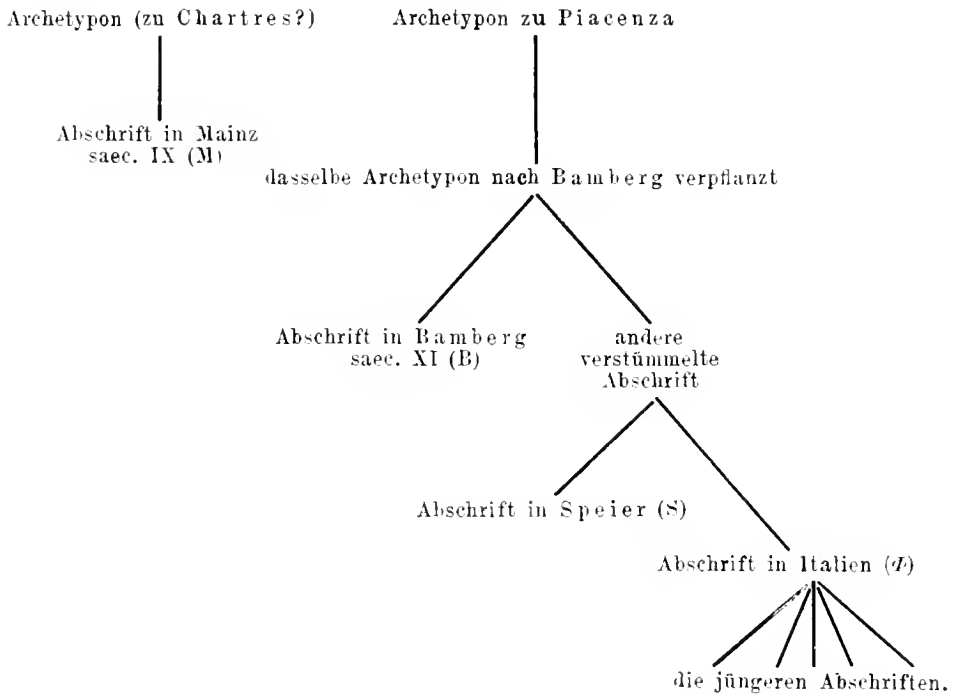 Archetypon (zu Chartres?)
Archetypon zu Piacenza
Abschrift in Mainz
saec. IX (M)
dasselbe Archetypon nach Bamberg verpflanzt
Abschrift in Bamberg
saec. XI (B)
andere
verstümmelte
Abschrift
Abschrift in Speier (S)
Abschrift in Italien (Φ)
die jüngeren Abschriften.